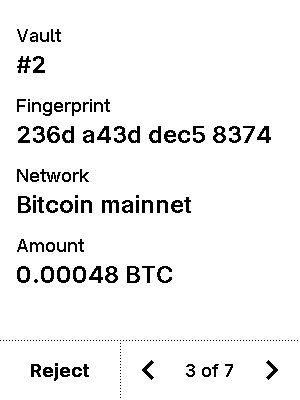 Vault
#2
Fingerprint
236d a43d dec5 8374
Network
Bitcoin mainnet
Amount
0.00048 BTC
Reject
3 of 7